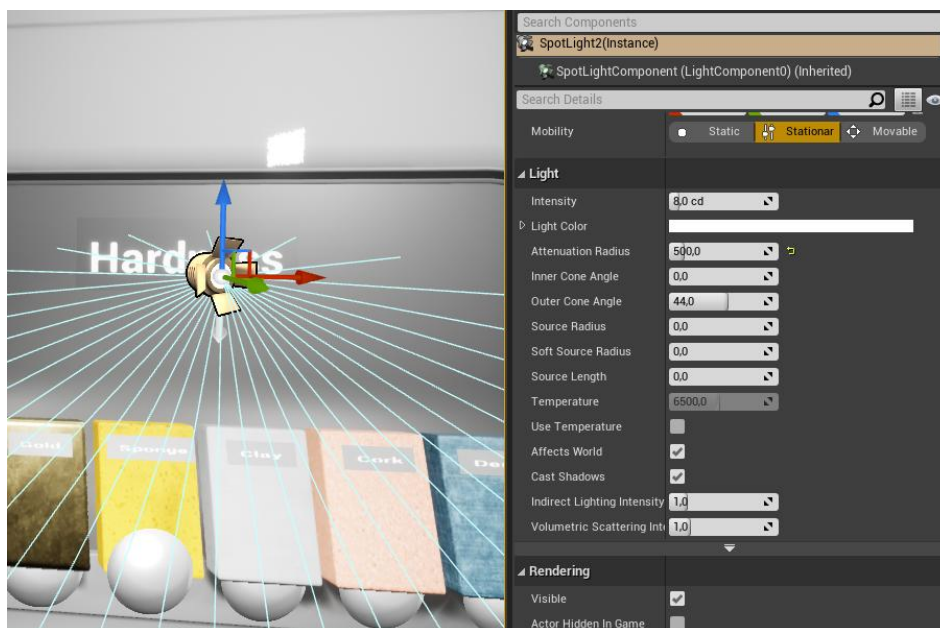 Search Components
SpotLight2(Instance)
SpotLightComponent (LightComponent0) (Inherited)
Search Details
Mobility Static Stationar Movable
Light
Intensity 8,0 cd
Light Color
Attenuation Radius 500,0
Inner Cone Angle 0,0
Outer Cone Angle 44,0
Source Radius 0,0
Soft Source Radius 0,0
Source Length 0,0
Temperature 6500,0
Use Temperature
Affects World
Cast Shadows
Indirect Lighting Intensity 1,0
Volumetric Scattering Int 1,0
Rendering
Visible
Actor Hidden In Game
Hardness
Gold Sponge Clay Cork De